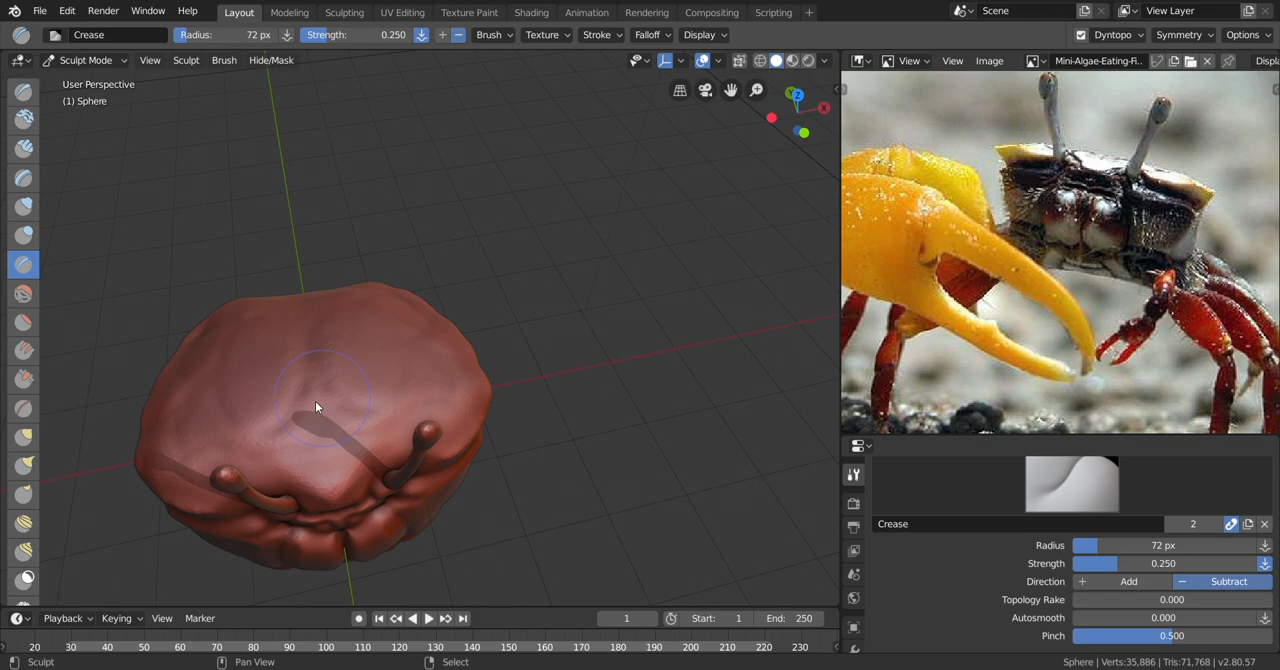 File Edit Render Window Help Layout Modeling Sculpting UV Editing Texture Paint Shading Animation Rendering Compositing Scripting + Scene View Layer
Crease Radius: 72 px Strength: 0.250 Brush Texture Stroke Falloff Display Dyntopo Symmetry Options
Sculpt Mode View Sculpt Brush Hide/Mask View View Image Mini-Algae-Eating-Fi.. Displa
User Perspective
(1) Sphere
Z
X
Y
Crease 2
Radius 72 px
Strength 0.250
Direction + Add − Subtract
Topology Rake 0.000
Autosmooth 0.000
Pinch 0.500
Playback Keying View Marker 1 Start: 1 End: 250
20 30 40 50 60 70 80 90 100 110 120 130 140 150 160 170 180 190 200 210 220 230
Sculpt Pan View Select Sphere | Verts:35,886 | Tris:71,768 | v2.80.57